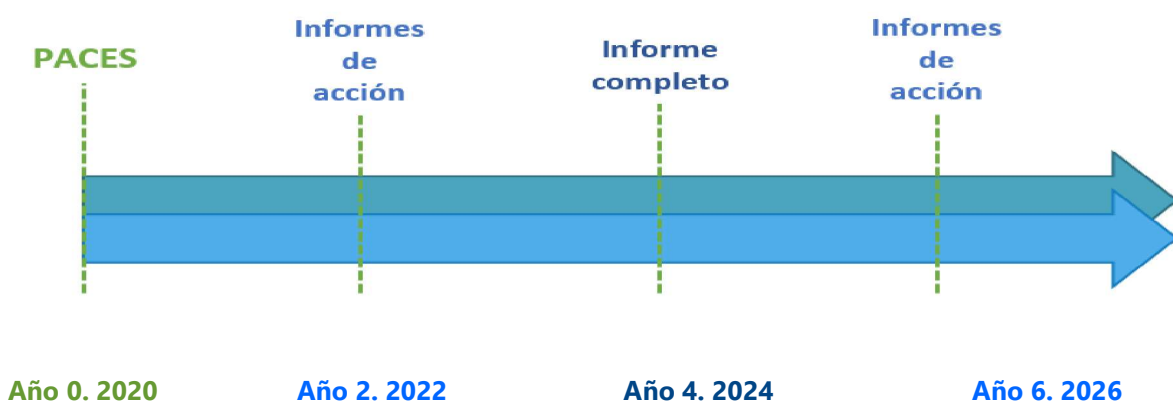 PACES
Informes
de
acción
Informe
completo
Informes
de
acción
Año 0. 2020
Año 2. 2022
Año 4. 2024
Año 6. 2026